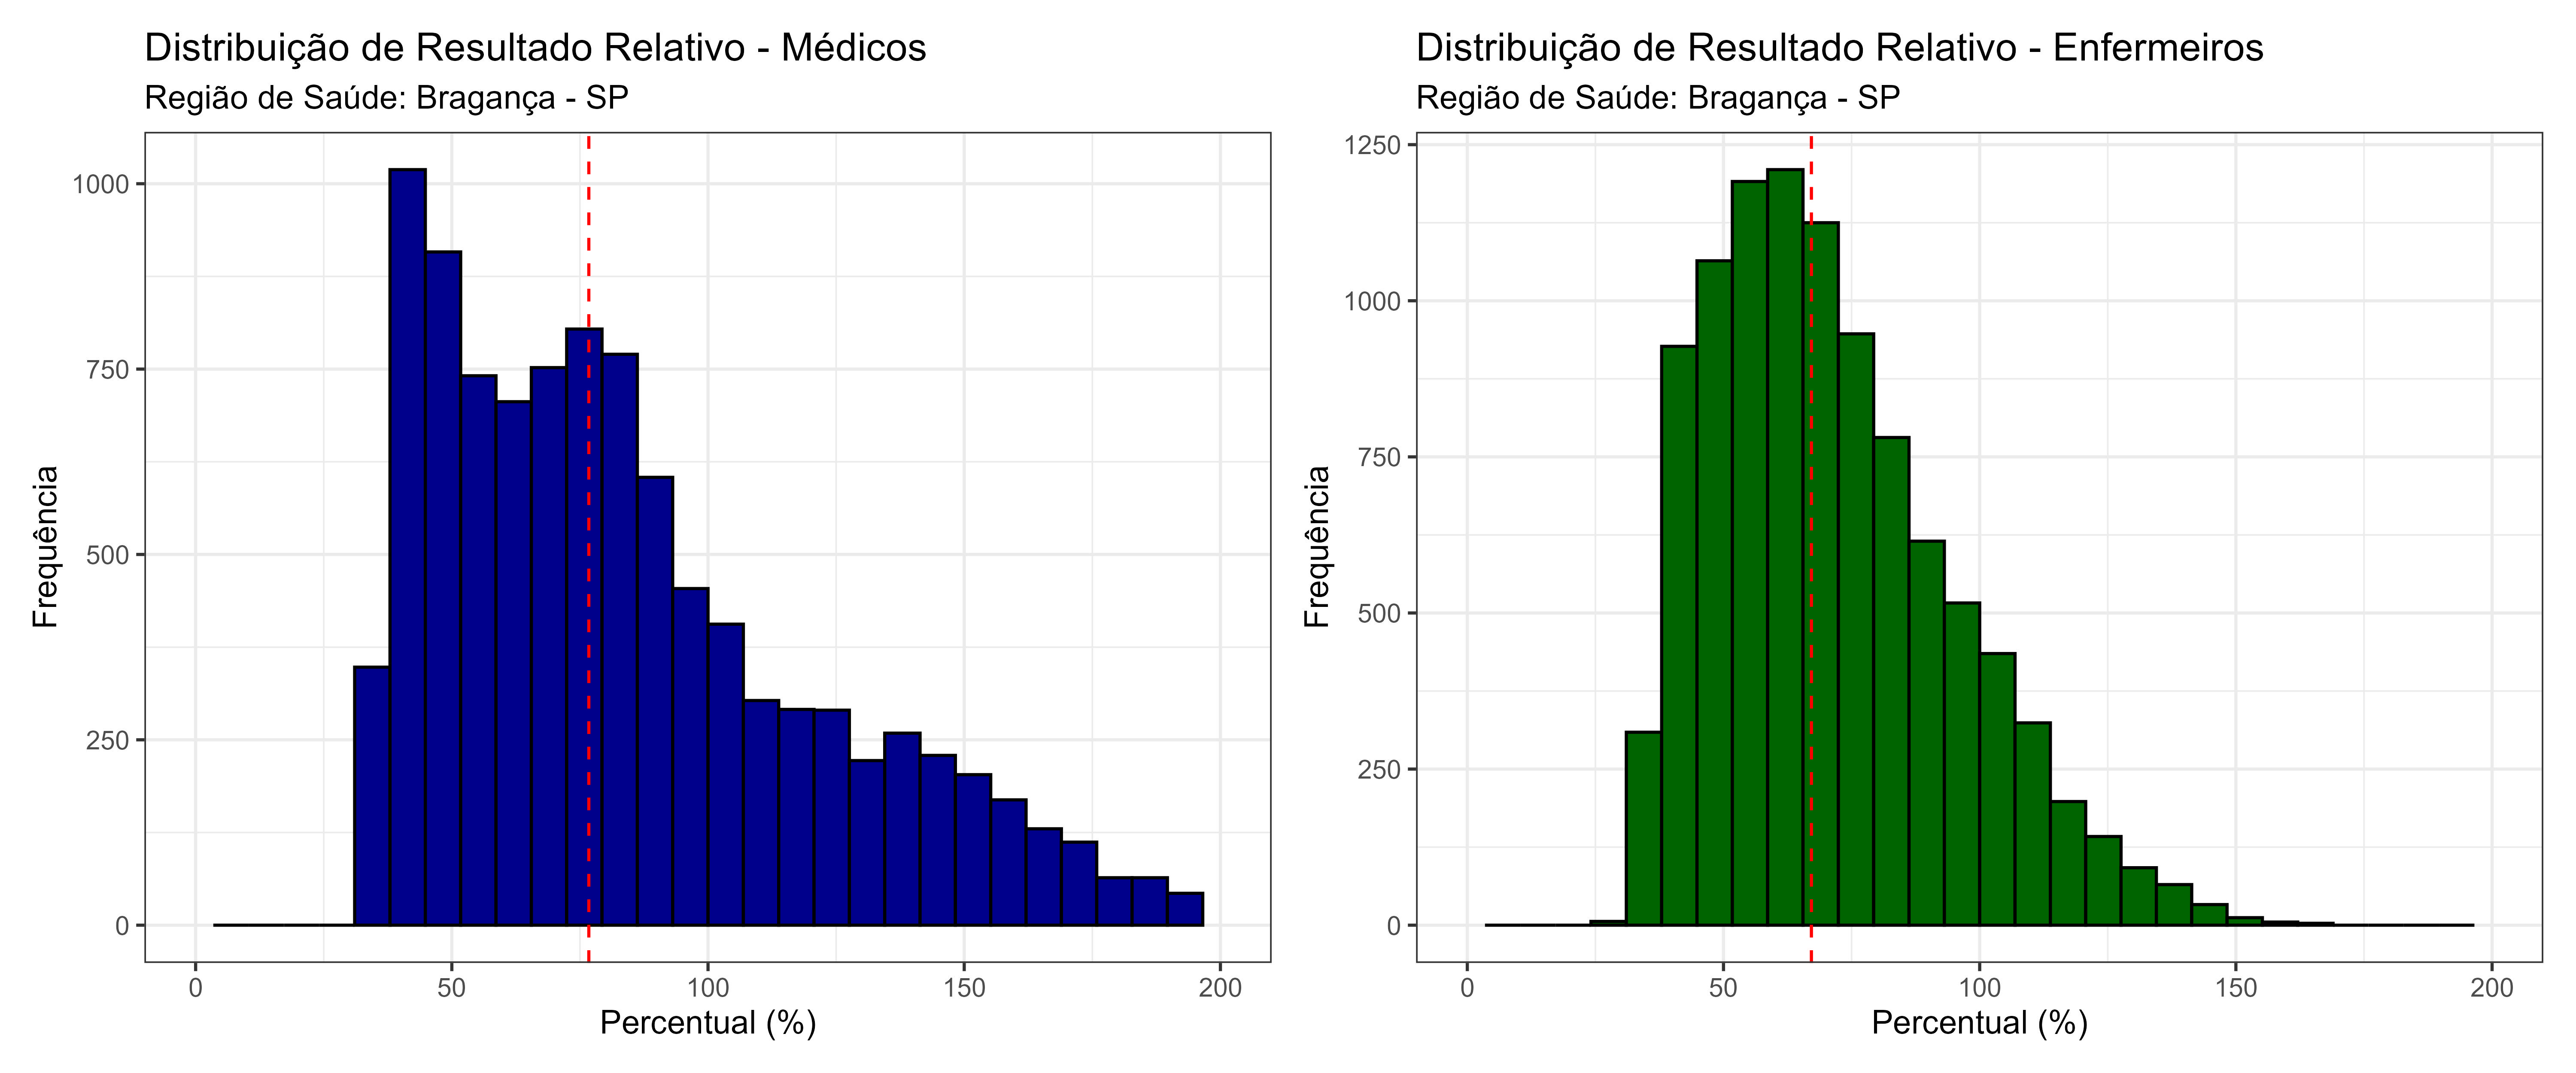 Distribuição de Resultado Relativo - Médicos
Região de Saúde: Bragança - SP
1000
750
500
250
0
Frequência
0 50 100 150 200
Percentual (%)
Distribuição de Resultado Relativo - Enfermeiros
Região de Saúde: Bragança - SP
1250
1000
750
500
250
0
Frequência
0 50 100 150 200
Percentual (%)